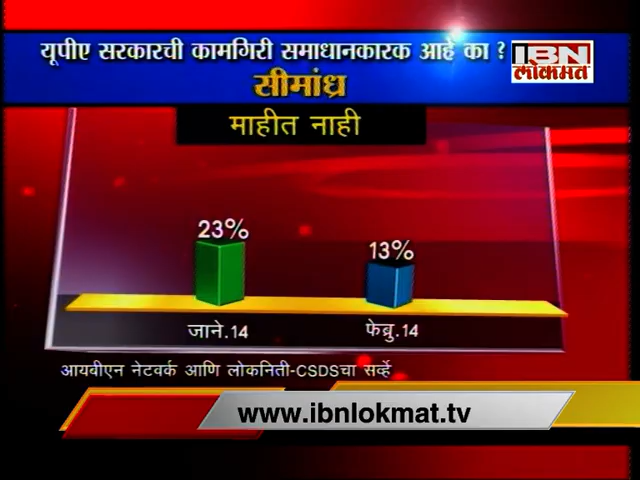 यूपीए सरकारची कामगिरी समाधानकारक आहे का ?
IBN
लोकमत
सीमांध्र
माहीत नाही
23%
13%
जाने.14
फेब्रु.14
आयबीएन नेटवर्क आणि लोकनिती-CSDSचा सर्व्हे
www.ibnlokmat.tv